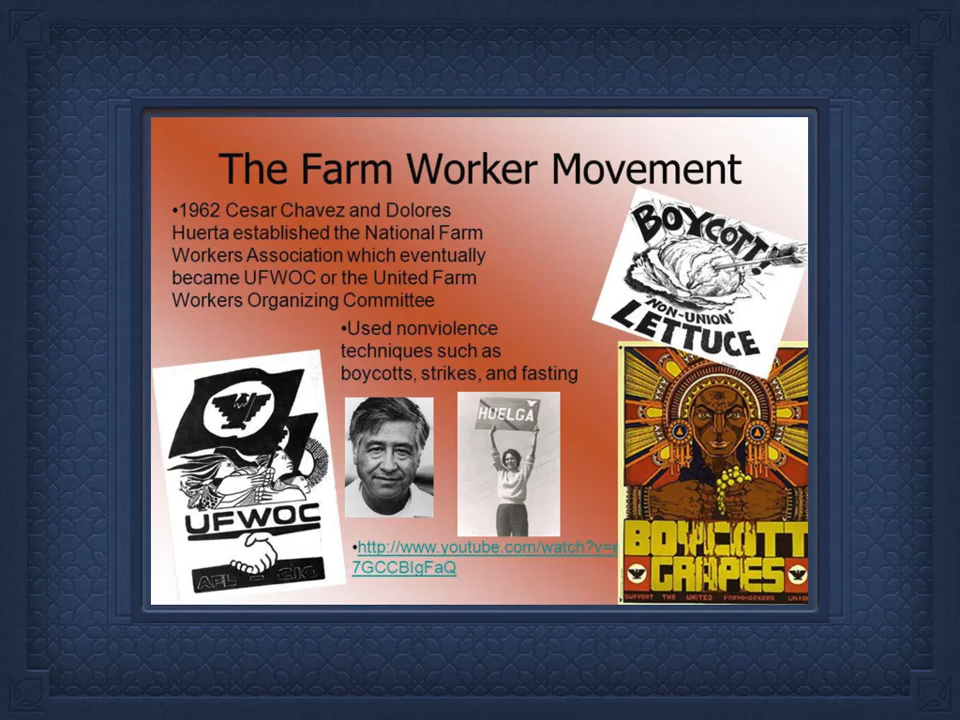 The Farm Worker Movement
•1962 Cesar Chavez and Dolores
Huerta established the National Farm
Workers Association which eventually
became UFWOC or the United Farm
Workers Organizing Committee
•Used nonviolence
techniques such as
boycotts, strikes, and fasting
BOYCOTT!
"NON-UNION"
LETTUCE
UFWOC
AFL - CIO
HUELGA
•http://www.youtube.com/watch?v=e
7GCCBIgFaQ
BOYCOTT
GRAPES
SUPPORT THE UNITED FARMWORKERS UNION